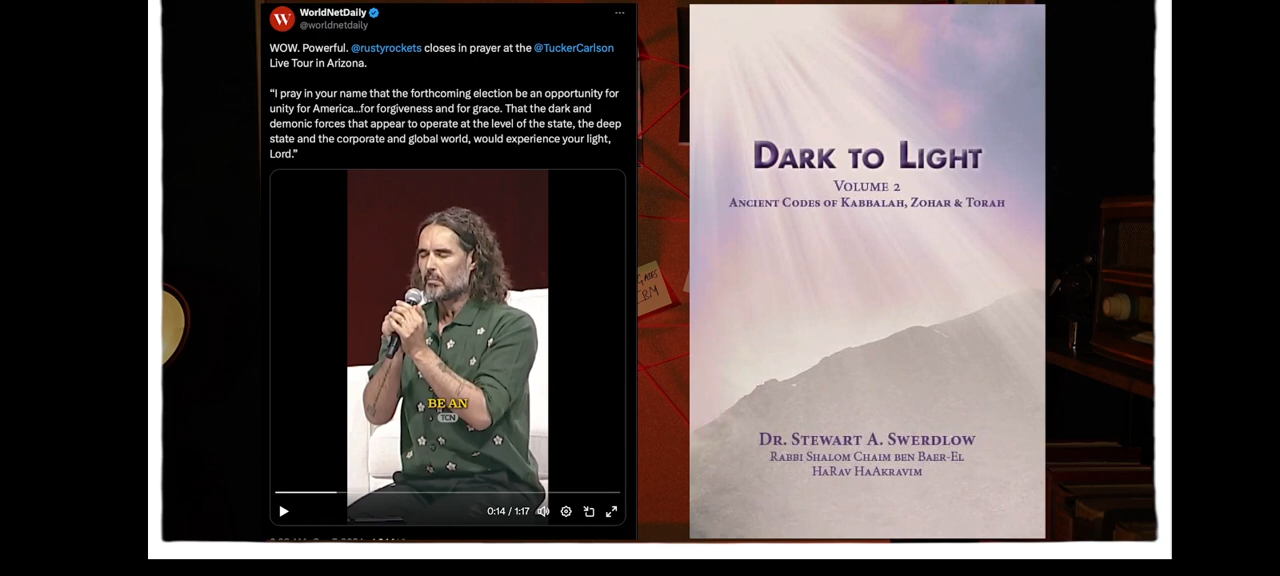 WorldNetDaily
@worldnetdaily
WOW. Powerful. @rustyrockets closes in prayer at the @TuckerCarlson
Live Tour in Arizona.
“I pray in your name that the forthcoming election be an opportunity for
unity for America...for forgiveness and for grace. That the dark and
demonic forces that appear to operate at the level of the state, the deep
state and the corporate and global world, would experience your light,
Lord.”
BE AN
TCN
0:14 / 1:17
DARK TO LIGHT
VOLUME 2
ANCIENT CODES OF KABBALAH, ZOHAR & TORAH
DR. STEWART A. SWERDLOW
RABBI SHALOM CHAIM BEN BAER-EL
HARAV HAAKRAVIM